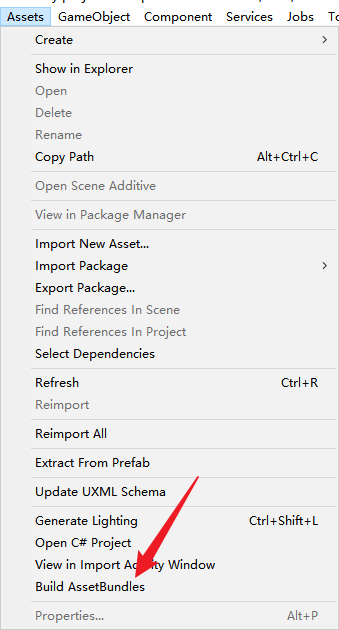 Assets GameObject Component Services Jobs
Create
Show in Explorer
Open
Delete
Rename
Copy Path Alt+Ctrl+C
Open Scene Additive
View in Package Manager
Import New Asset...
Import Package
Export Package...
Find References In Scene
Find References In Project
Select Dependencies
Refresh Ctrl+R
Reimport
Reimport All
Extract From Prefab
Update UXML Schema
Generate Lighting Ctrl+Shift+L
Open C# Project
View in Import Activity Window
Build AssetBundles
Properties... Alt+P